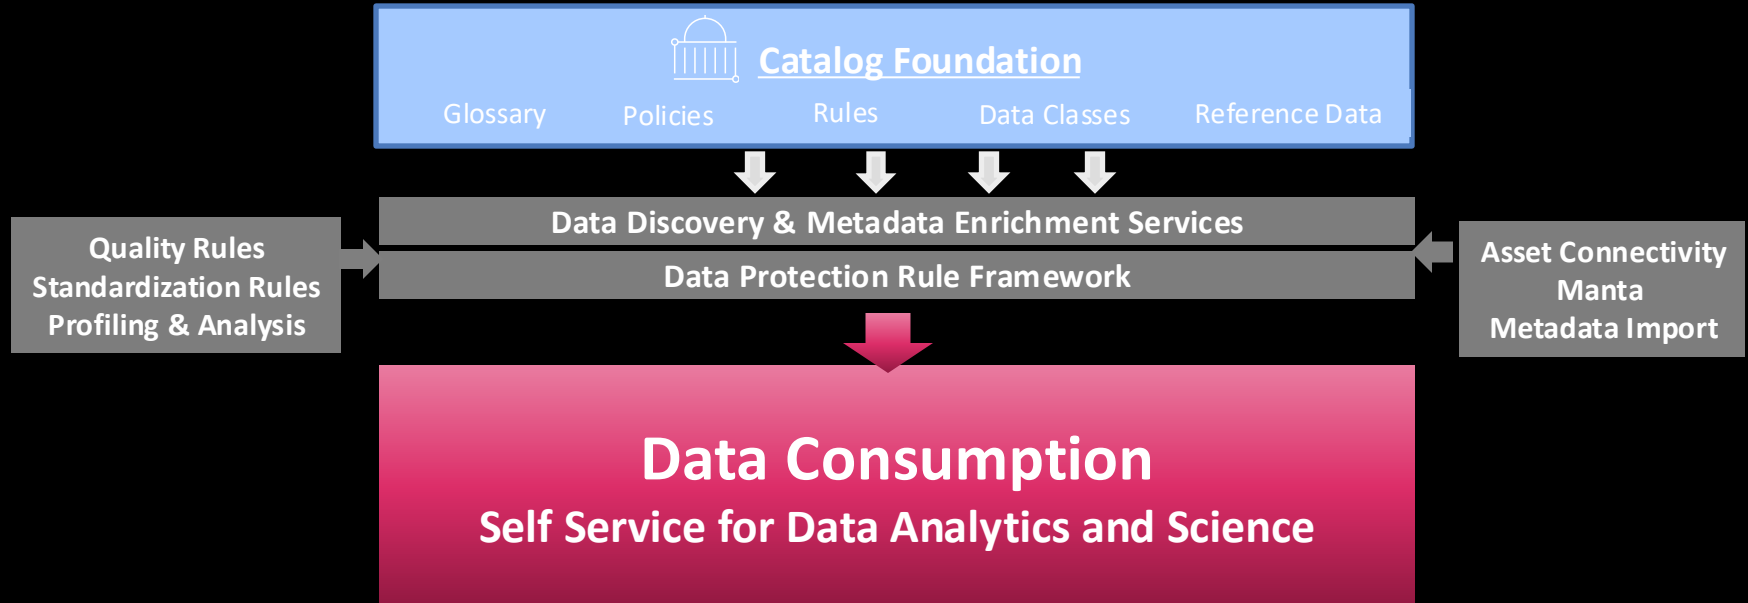 Catalog Foundation
Glossary Policies Rules Data Classes Reference Data
Data Discovery & Metadata Enrichment Services
Data Protection Rule Framework
Quality Rules
Standardization Rules
Profiling & Analysis
Asset Connectivity
Manta
Metadata Import
Data Consumption
Self Service for Data Analytics and Science